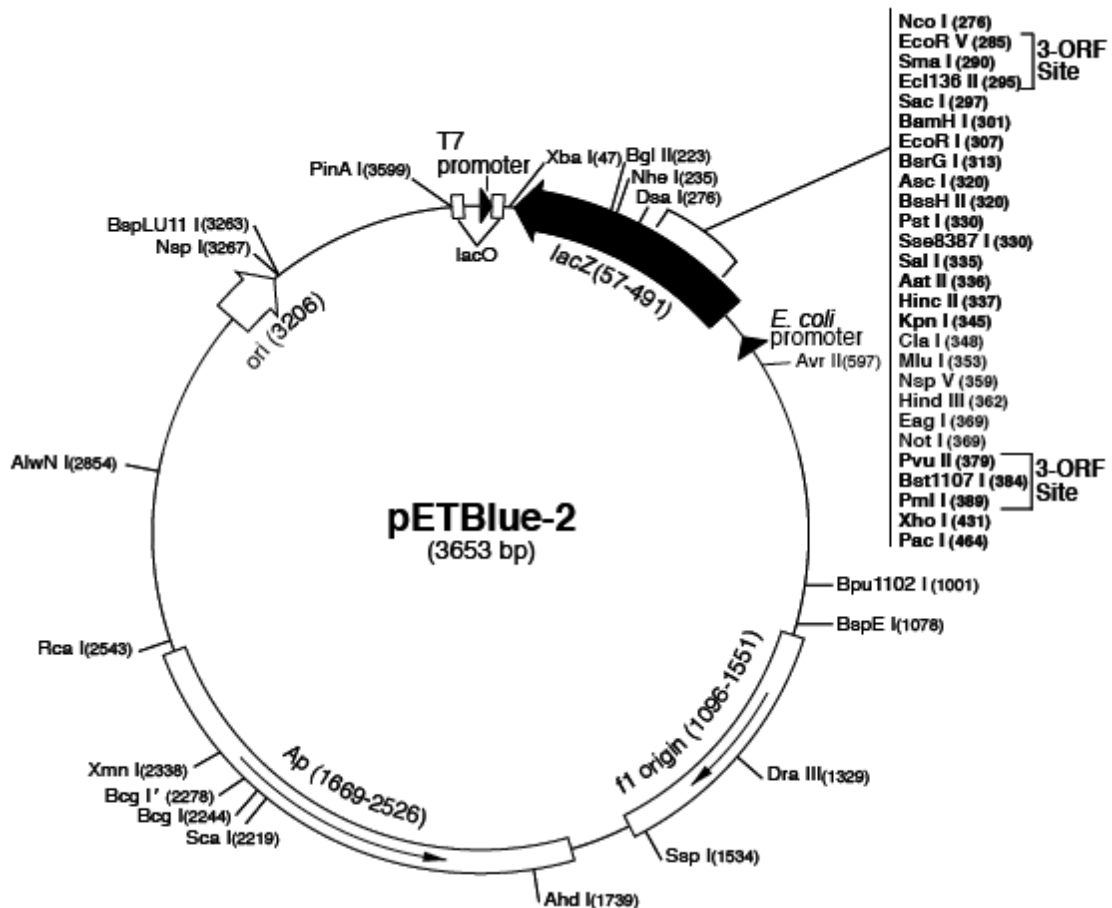 Nco I (276)
EcoR V (285)
Sma I (290)
Ecl136 II (295)
3-ORF
Site
Sac I (297)
BamH I (301)
EcoR I (307)
BsrG I (313)
Asc I (320)
BssH II (320)
Pst I (330)
Sse8387 I (330)
Sal I (335)
Aat II (336)
Hinc II (337)
Kpn I (345)
Cla I (348)
Mlu I (353)
Nsp V (359)
Hind III (362)
Eag I (369)
Not I (369)
Pvu II (379)
Bst1107 I (384)
Pml I (389)
3-ORF
Site
Xho I (431)
Pac I (464)
T7
promoter
PinA I(3599)
Xba I(47)
Bgl II(223)
Nhe I(235)
Dsa I(276)
BspLU11 I(3263)
Nsp I(3267)
lacO
lacZ(57-491)
ori (3206)
E. coli
promoter
Avr II(597)
AlwN I(2854)
pETBlue-2
(3653 bp)
Bpu1102 I(1001)
BspE I(1078)
Rca I(2543)
f1 origin (1096-1551)
Ap (1669-2526)
Xmn I(2338)
Bcg I' (2278)
Bcg I(2244)
Sca I(2219)
Dra III(1329)
Ssp I(1534)
Ahd I(1739)